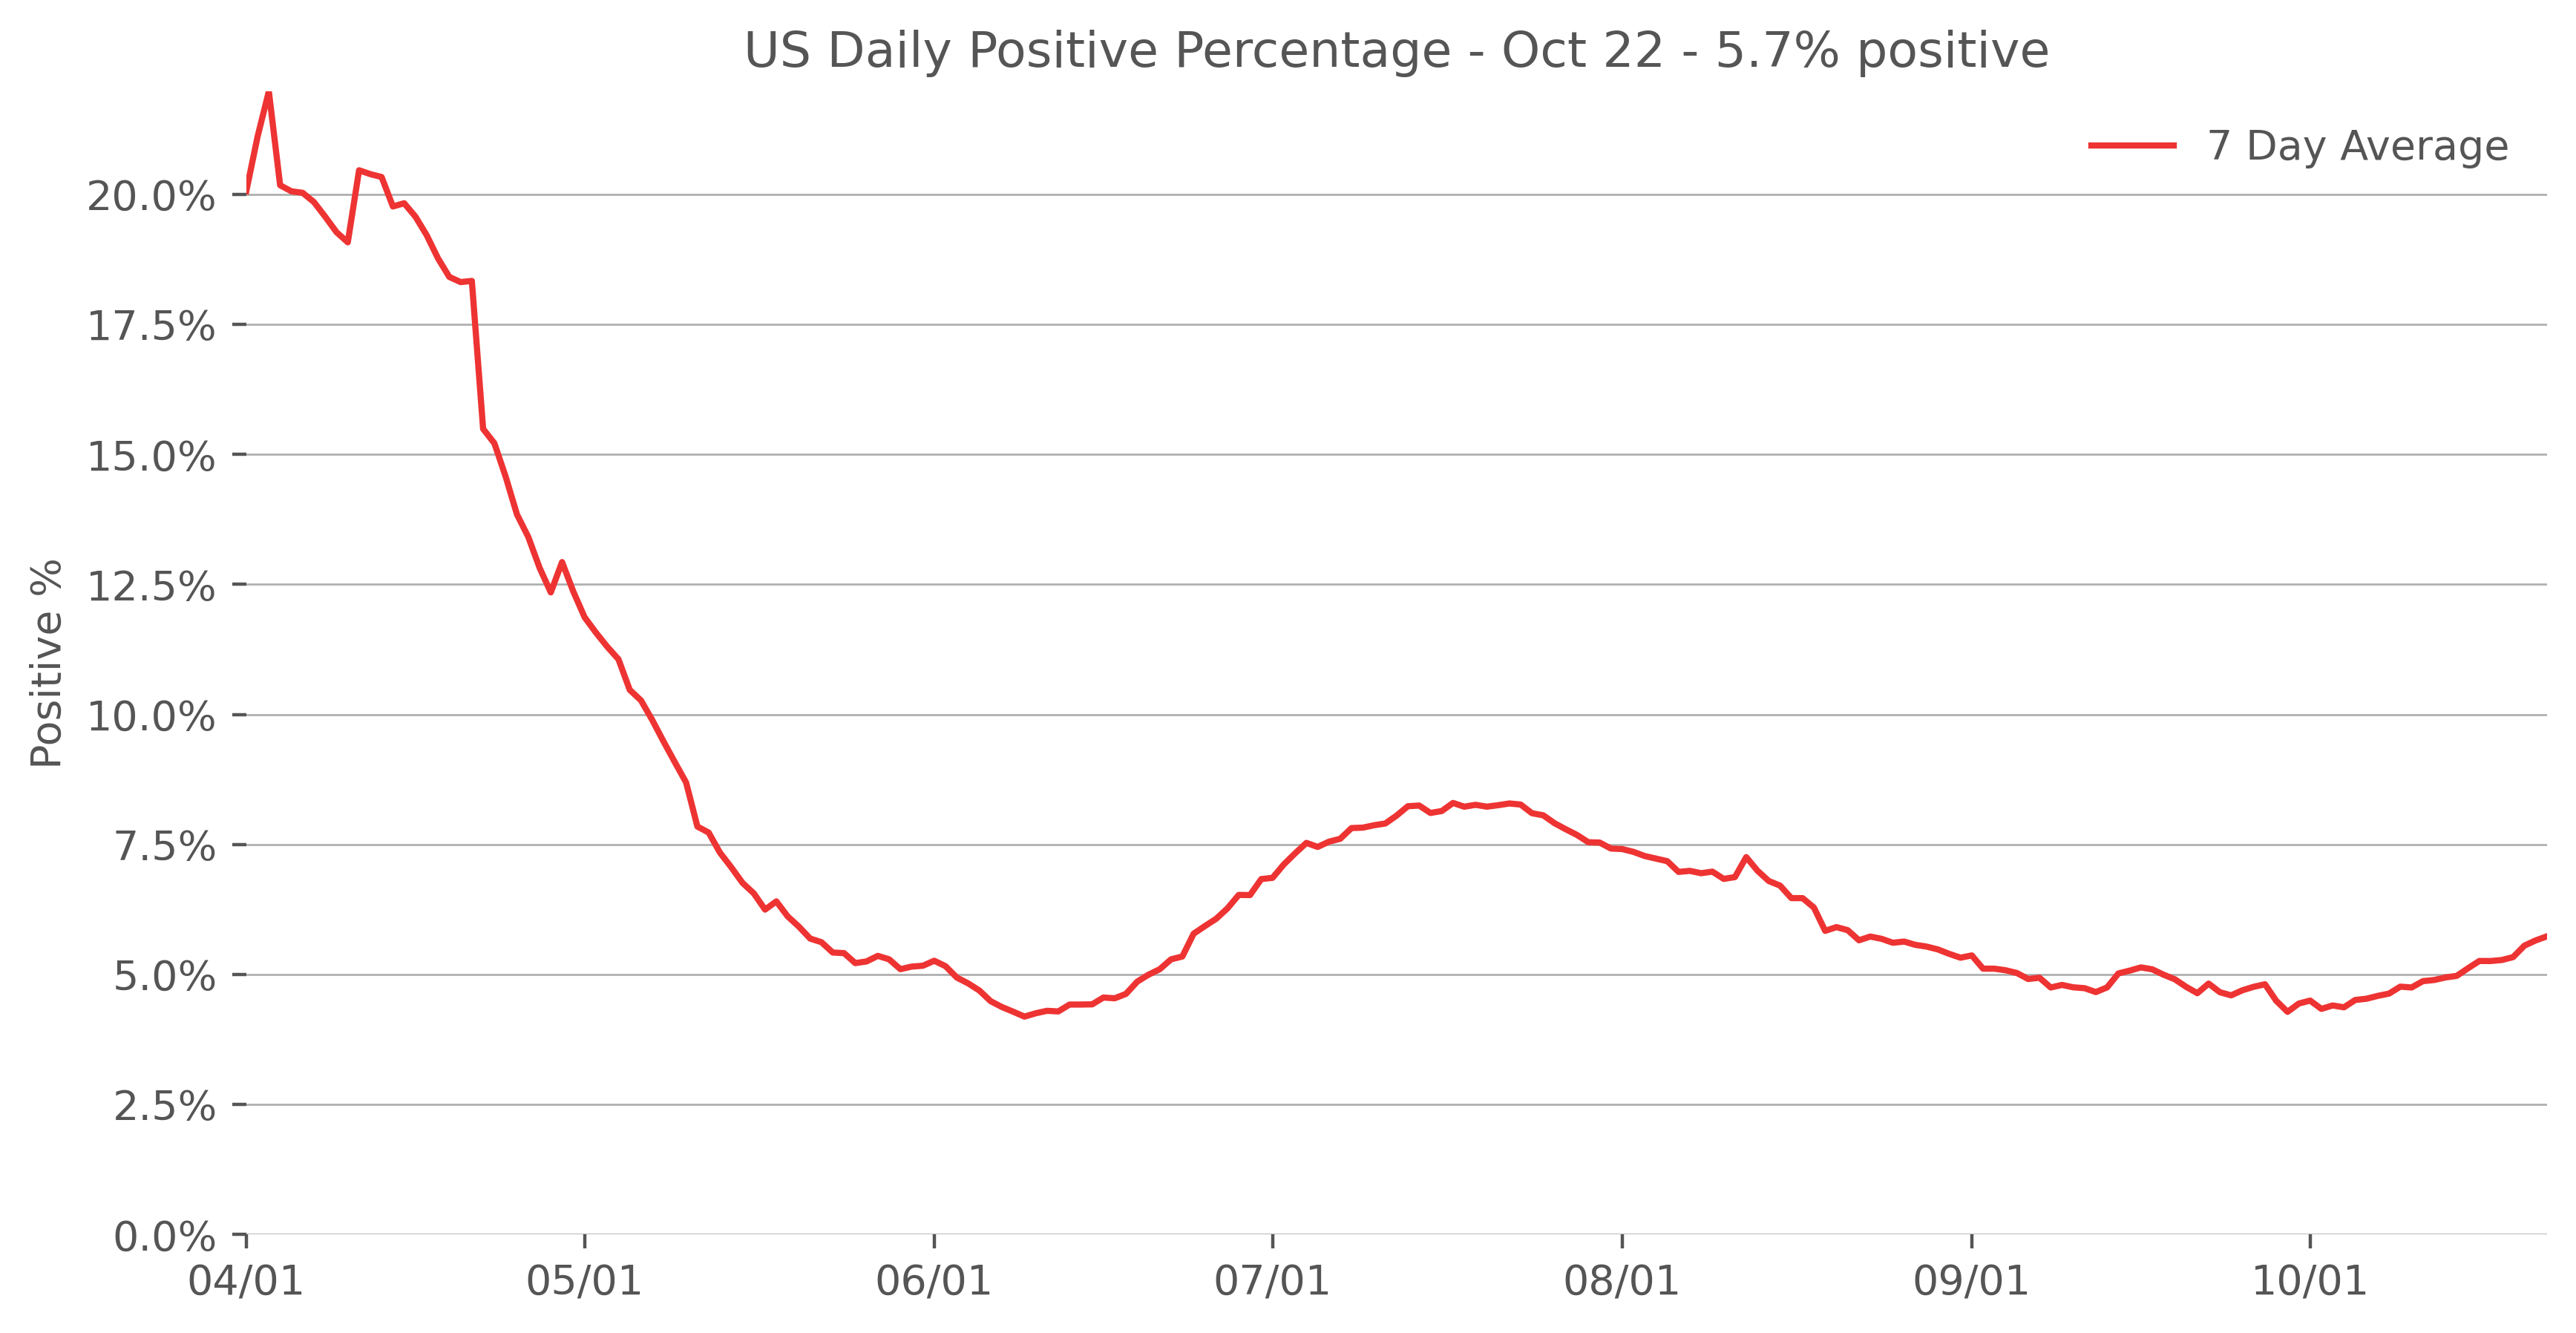 US Daily Positive Percentage - Oct 22 - 5.7% positive
7 Day Average
Positive %
20.0%
17.5%
15.0%
12.5%
10.0%
7.5%
5.0%
2.5%
0.0%
04/01 05/01 06/01 07/01 08/01 09/01 10/01